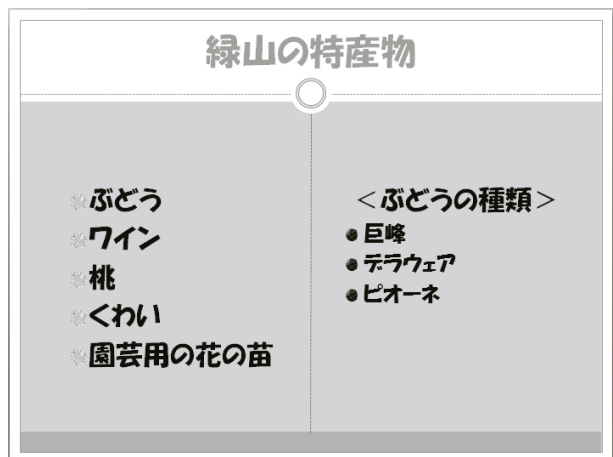 緑山の特産物
ぶどう
ワイン
桃
くわい
園芸用の花の苗
＜ぶどうの種類＞
巨峰
デラウェア
ピオーネ